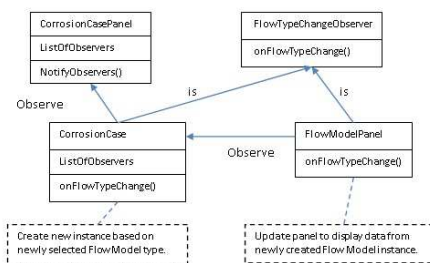 CorrosionCasePanel
ListOfObservers
NotifyObservers()
FlowTypeChangeObserver
onFlowTypeChange()
Observe
is
is
CorrosionCase
ListOfObservers
onFlowTypeChange()
Observe
FlowModelPanel
onFlowTypeChange()
Create new instance based on
newly selected FlowModel type.
Update panel to display data from
newly created Flow Model instance.